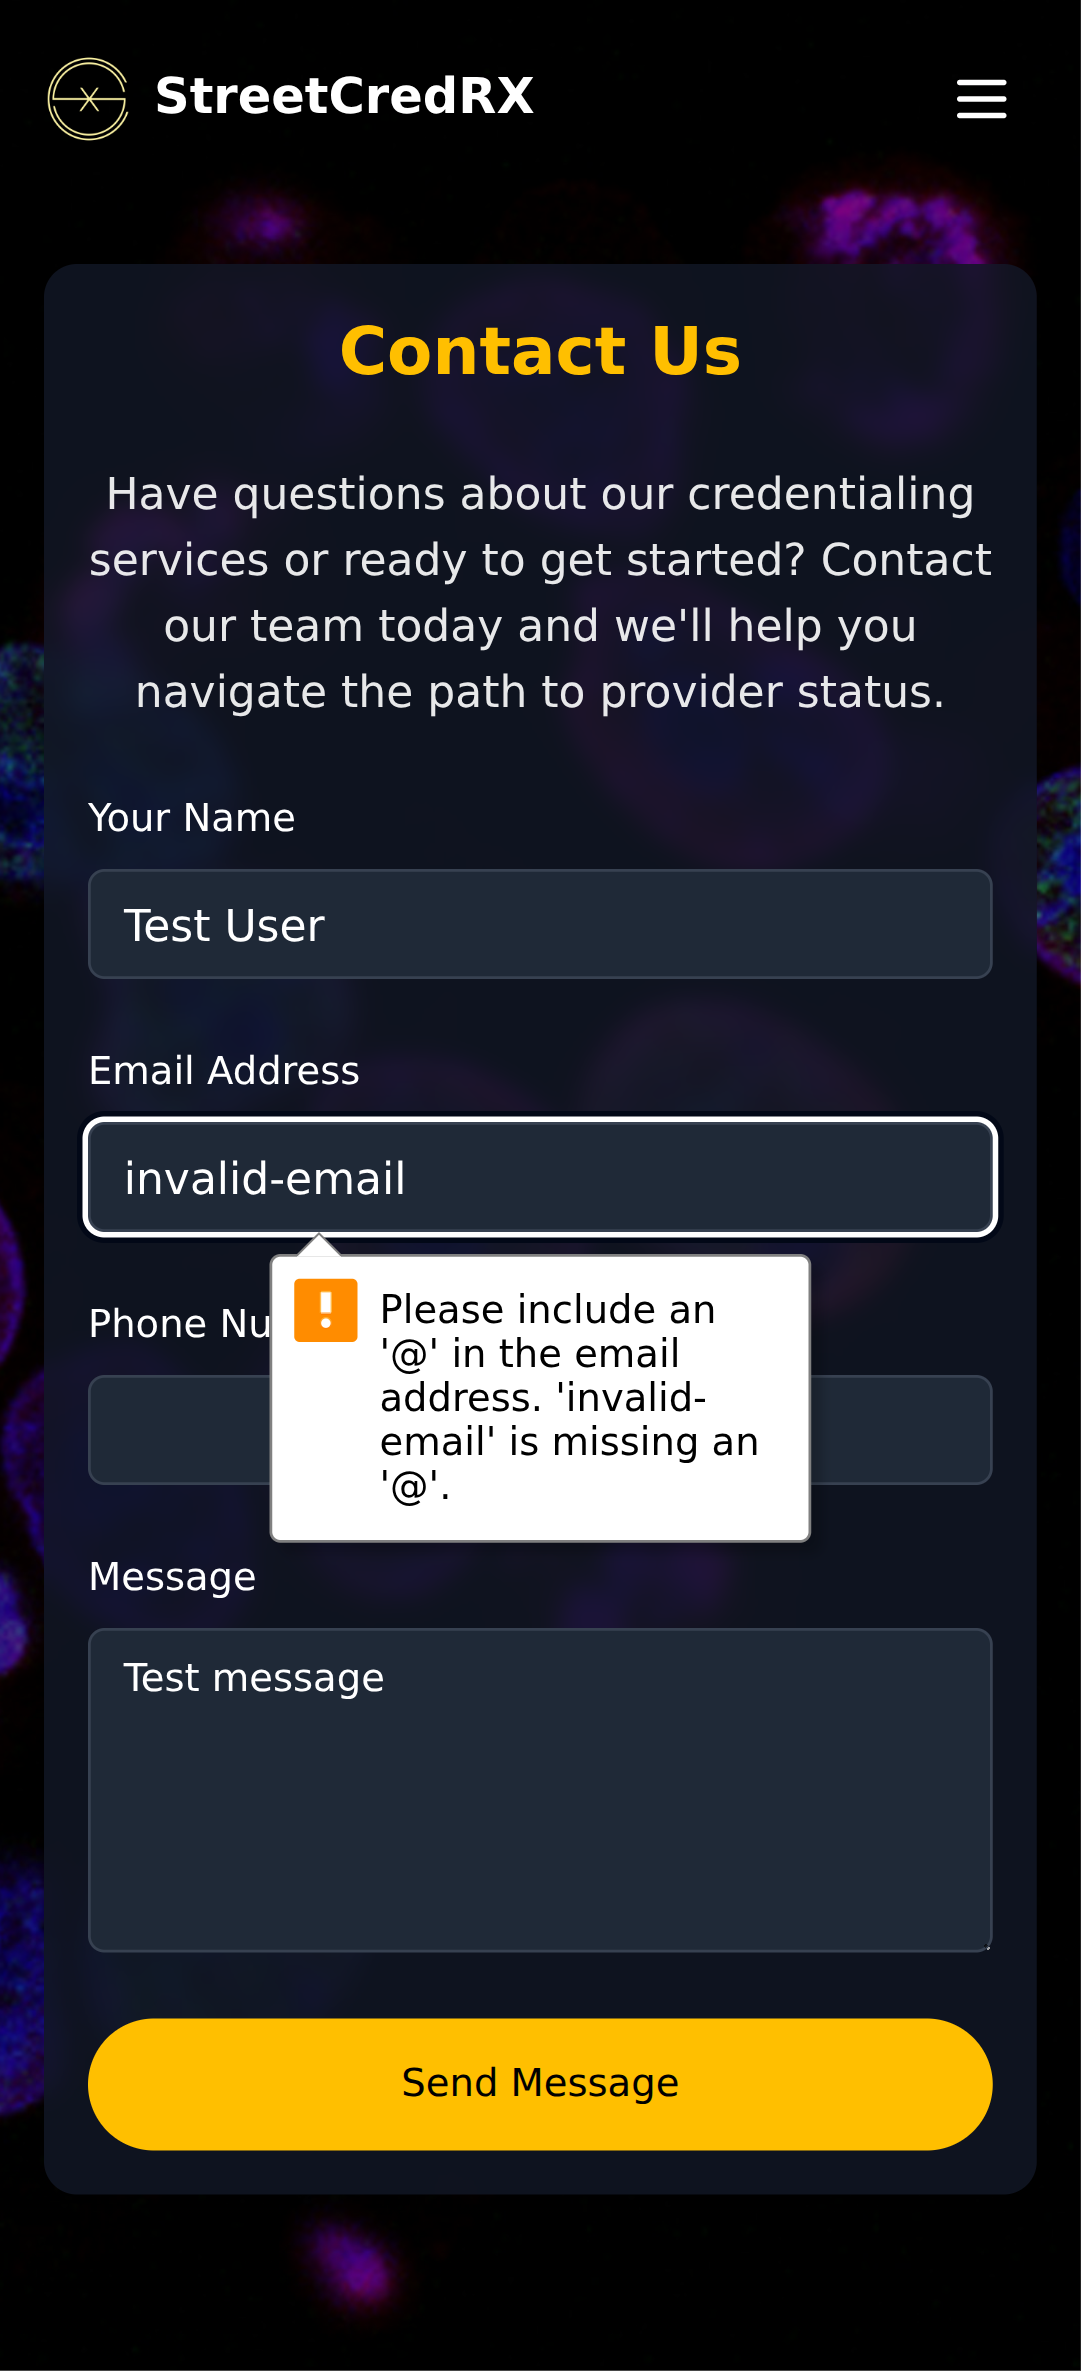 StreetCredRX
Contact Us
Have questions about our credentialing
services or ready to get started? Contact
our team today and we'll help you
navigate the path to provider status.
Your Name
Test User
Email Address
invalid-email
Please include an
'@' in the email
address. 'invalid-
email' is missing an
'@'.
Phone Nu
Message
Test message
Send Message